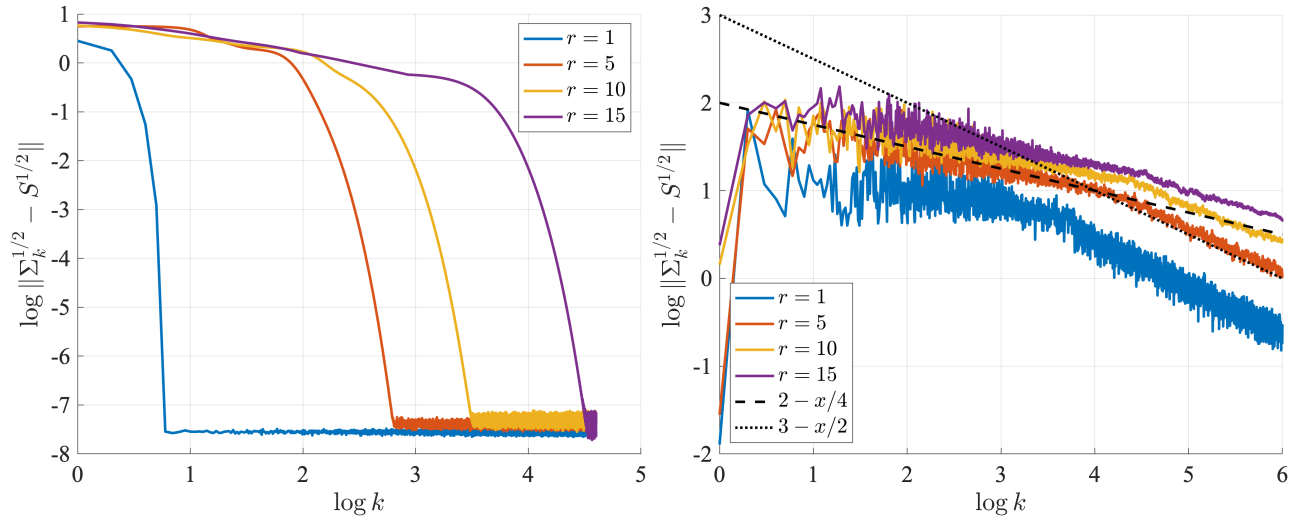 1
0
-1
-2
-3
-4
-5
-6
-7
-8
0 1 2 3 4 5
log k
log ||Σ_k^{1/2} − S^{1/2}||
r = 1
r = 5
r = 10
r = 15
3
2
1
0
-1
-2
0 1 2 3 4 5 6
log k
log ||Σ_k^{1/2} − S^{1/2}||
r = 1
r = 5
r = 10
r = 15
2 − x/4
3 − x/2